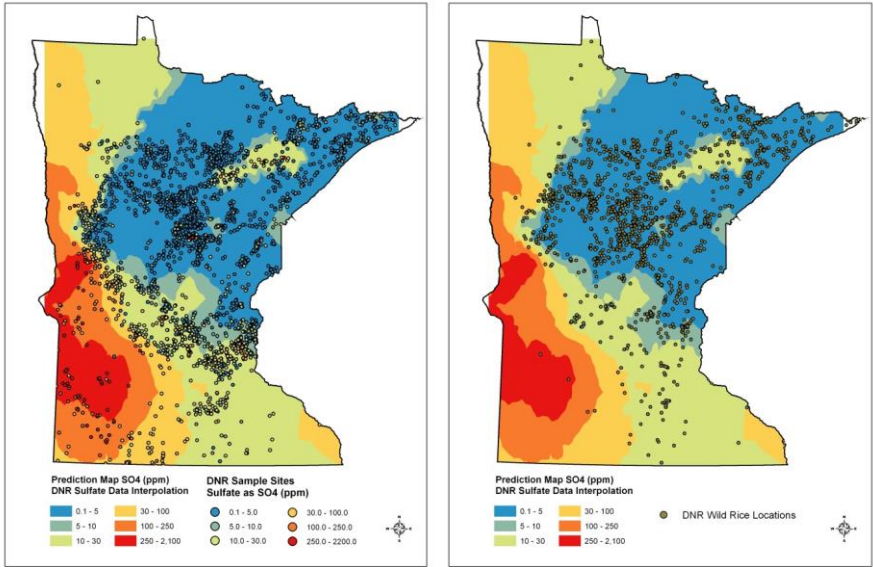 Prediction Map SO4 (ppm)
DNR Sulfate Data Interpolation
0.1 - 5
5 - 10
10 - 30
30 - 100
100 - 250
250 - 2,100
DNR Sample Sites
Sulfate as SO4 (ppm)
0.1 - 5.0
5.0 - 10.0
10.0 - 30.0
30.0 - 100.0
100.0 - 250.0
250.0 - 2200.0
Prediction Map SO4 (ppm)
DNR Sulfate Data Interpolation
0.1 - 5
5 - 10
10 - 30
30 - 100
100 - 250
250 - 2,100
DNR Wild Rice Locations